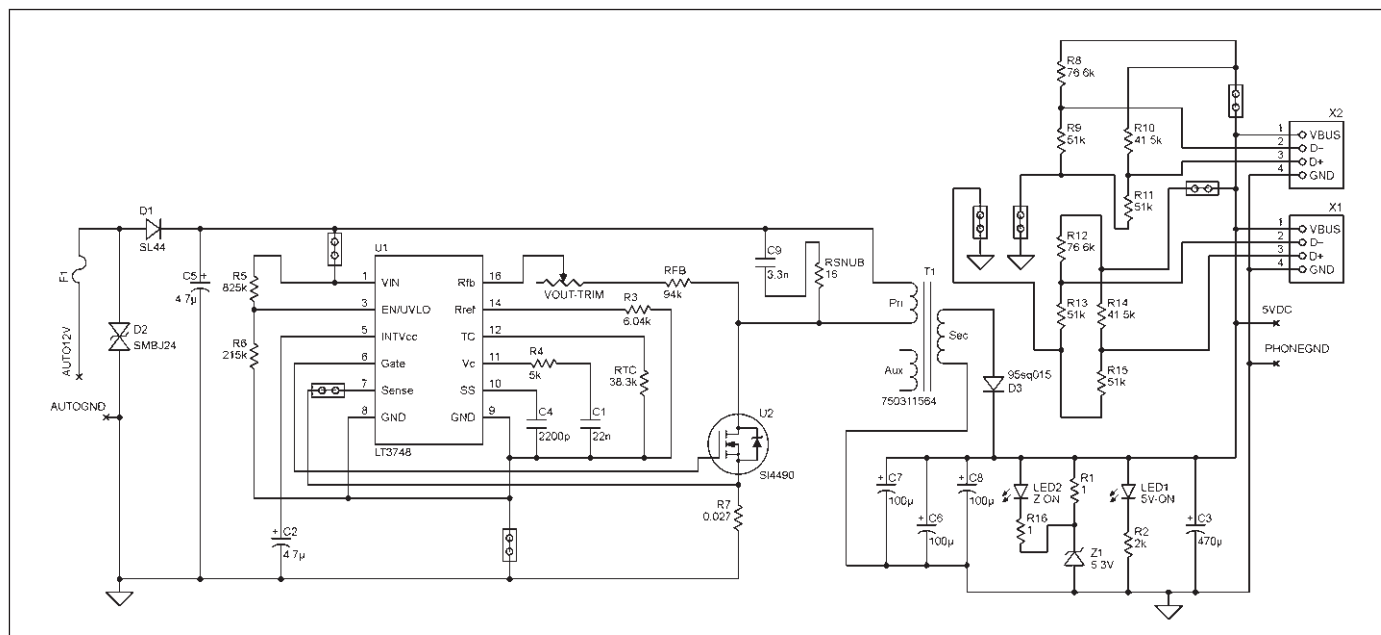 R8
76.6k
R9
51k
R10
41.5k
R11
51k
X2
1
VBUS
2
D−
3
D+
4
GND
X1
1
VBUS
2
D−
3
D+
4
GND
R12
76.6k
R13
51k
R14
41.5k
R15
51k
5VDC
PHONEGND
F1
AUTO12V
AUTOGND
D1
SL44
D2
SMBJ24
C5
+
4.7µ
R5
825k
R6
215k
U1
1
VIN
3
EN/UVLO
5
INTVcc
6
Gate
7
Sense
8
GND
16
Rfb
14
Rref
12
TC
11
Vc
10
SS
9
GND
LT3748
VOUT-TRIM
RFB
94k
R3
6.04k
R4
5k
RTC
38.3k
C4
2200p
C1
22n
C9
3.3n
RSNUB
16
T1
Pri
Sec
Aux
750311564
95sq015
D3
U2
SI4490
R7
0.027
+
C2
4.7µ
+
C7
100µ
+
C6
100µ
+
C8
100µ
LED2
Z ON
R16
1
R1
1
Z1
5.3V
LED1
5V-ON
R2
2k
+
C3
470µ